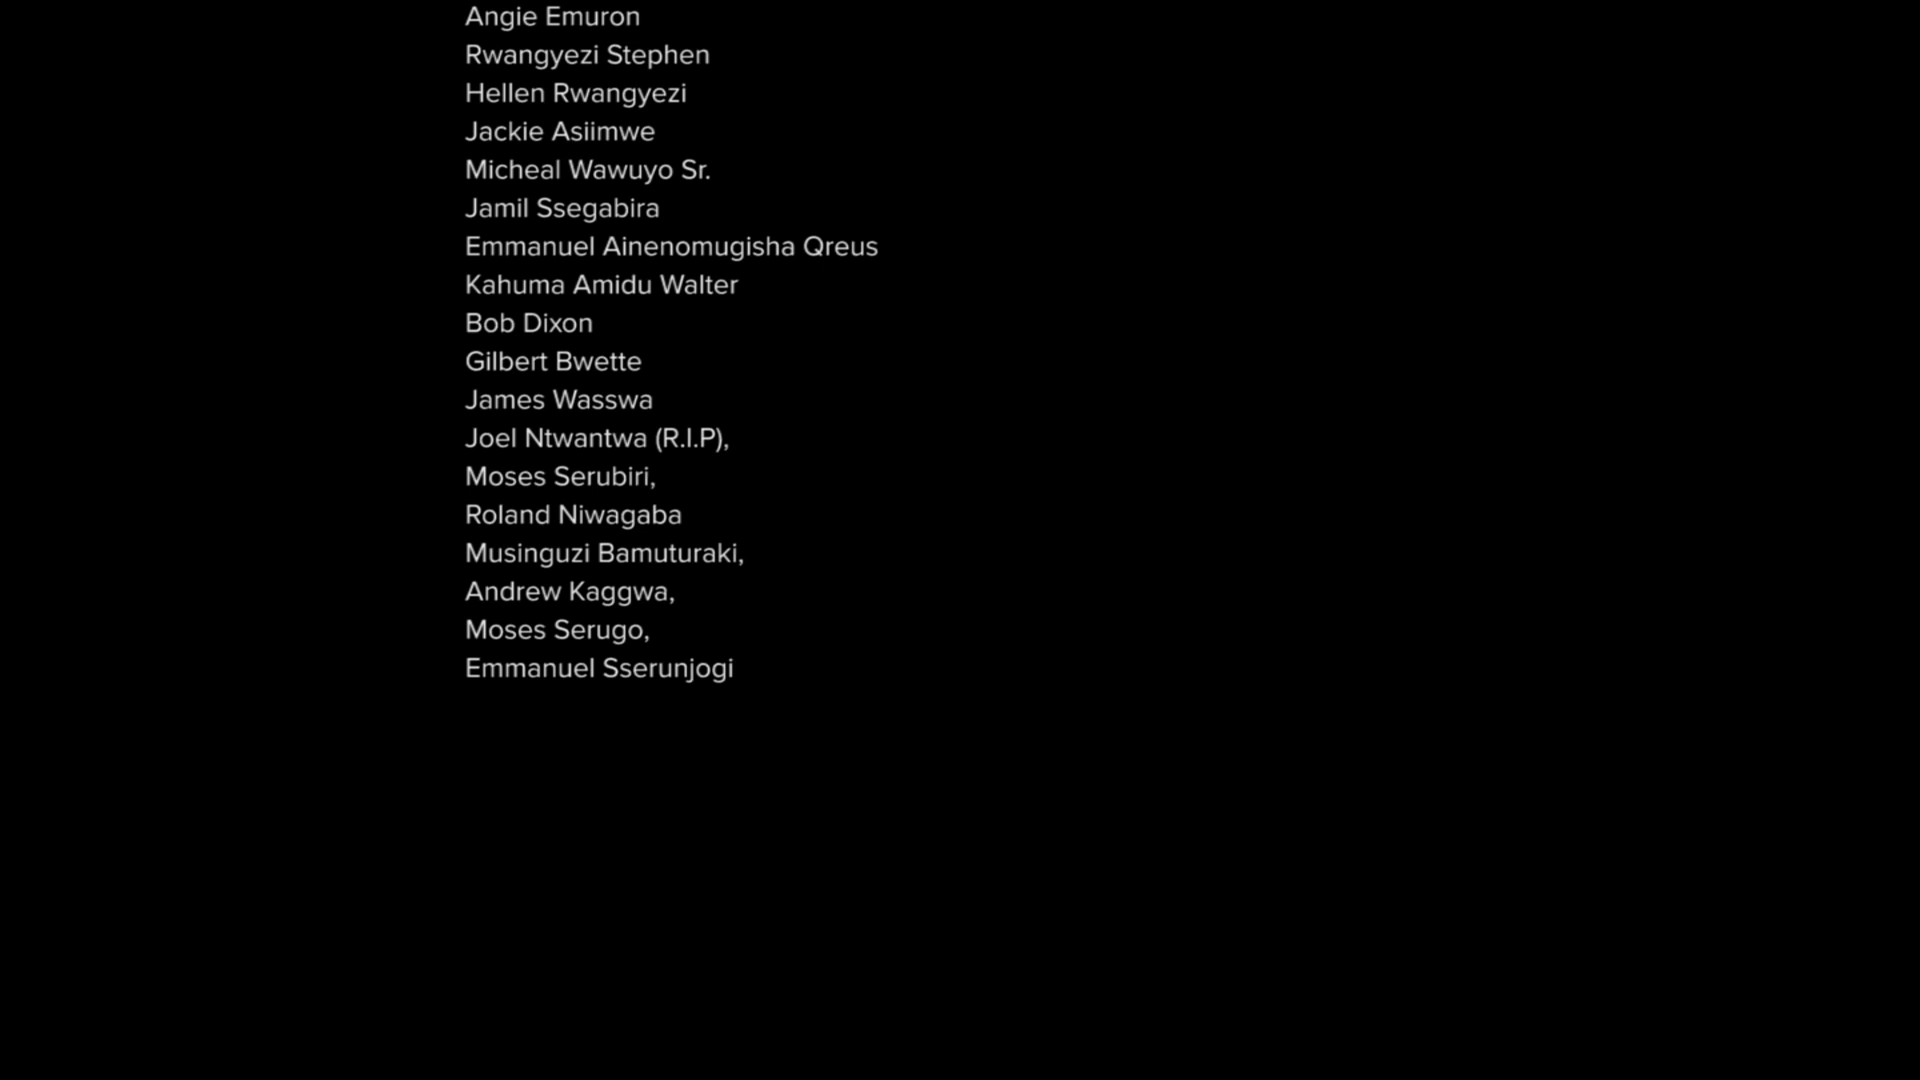 Angie Emuron
Rwangyezi Stephen
Hellen Rwangyezi
Jackie Asiimwe
Micheal Wawuyo Sr.
Jamil Ssegabira
Emmanuel Ainenomugisha Qreus
Kahuma Amidu Walter
Bob Dixon
Gilbert Bwette
James Wasswa
Joel Ntwantwa (R.I.P),
Moses Serubiri,
Roland Niwagaba
Musinguzi Bamuturaki,
Andrew Kaggwa,
Moses Serugo,
Emmanuel Sserunjogi